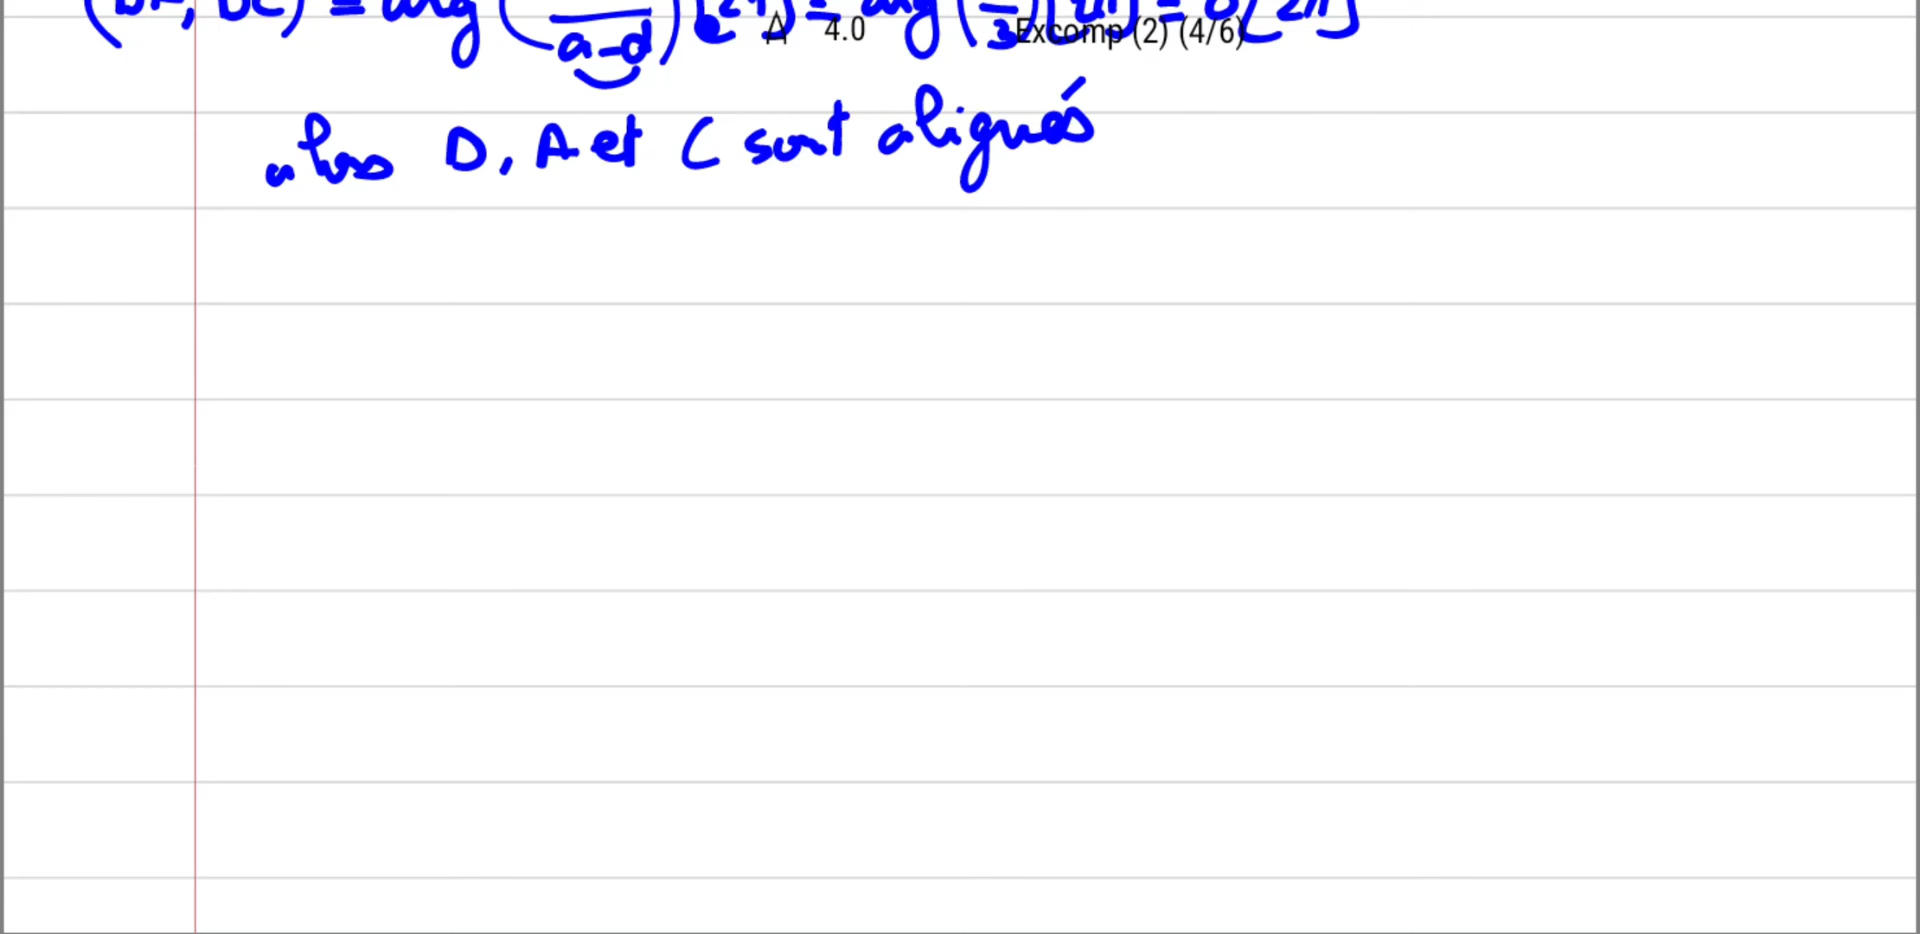 (DA, DC) = arg( / a-d) [2π] = arg( / 3)[2π] = 0[2π]
4.0 Excomp (2) (4/6)
alors D, A et C sont alignés